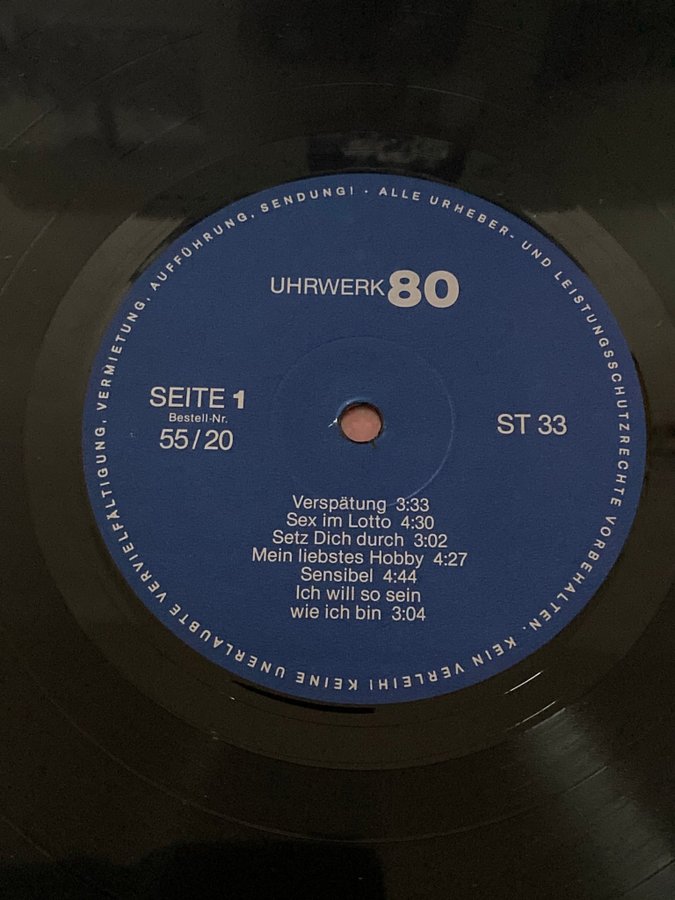 ALLE URHEBER- UND LEISTUNGSSCHUTZRECHTE VORBEHALTEN. KEIN VERLEIH! KEINE UNERLAUBTE VERVIELFÄLTIGUNG, VERMIETUNG, AUFFÜHRUNG, SENDUNG! ·
UHRWERK 80
SEITE 1
Bestell-Nr.
55/20
ST 33
Verspätung 3:33
Sex im Lotto 4:30
Setz Dich durch 3:02
Mein liebstes Hobby 4:27
Sensibel 4:44
Ich will so sein
wie ich bin 3:04